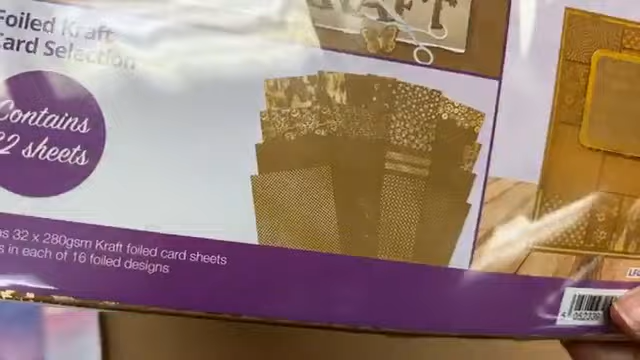 Foiled Kraft
Card Selection
Contains
2 sheets
as 32 x 280gsm Kraft foiled card sheets
s in each of 16 foiled designs